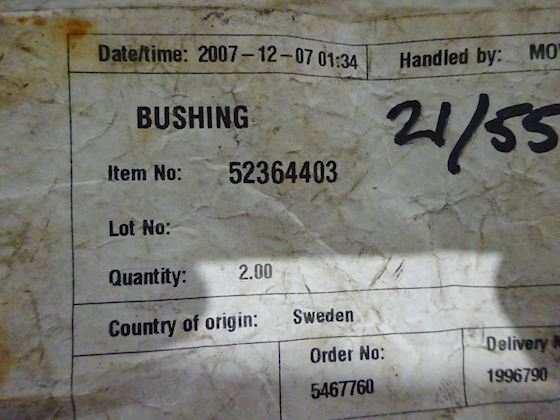 Date/time: 2007-12-07 01:34 Handled by:
BUSHING
21/55
Item No: 52364403
Lot No:
Quantity: 2.00
Country of origin: Sweden
Order No: Delivery
5467760 1996790